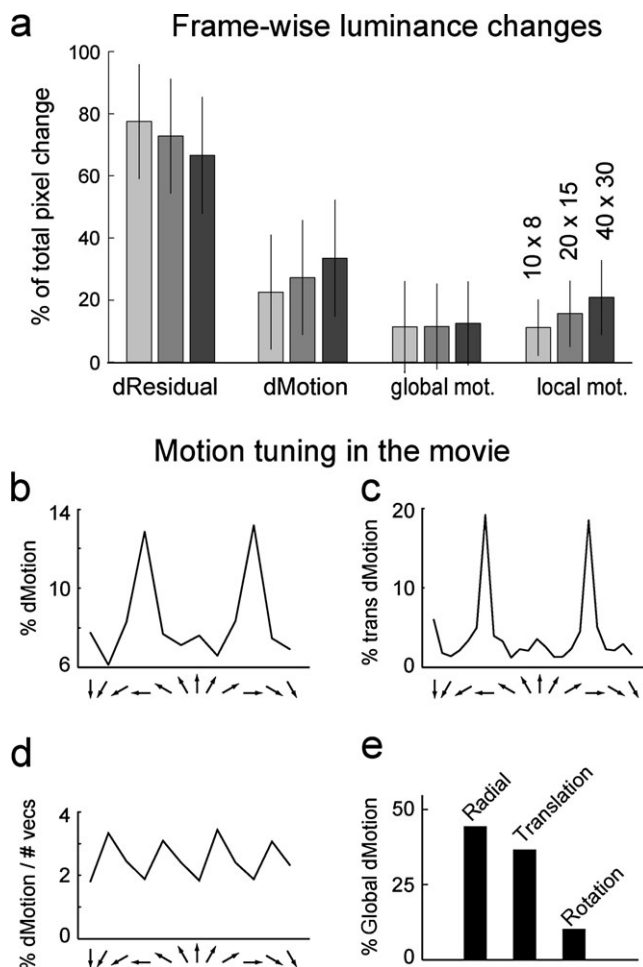 a
Frame-wise luminance changes
% of total pixel change
100
80
60
40
20
0
10 x 8
20 x 15
40 x 30
dResidual
dMotion
global mot.
local mot.
Motion tuning in the movie
b
% dMotion
14
10
6
c
% trans dMotion
20
10
0
d
% dMotion / # vecs
4
2
0
e
% Global dMotion
50
25
0
Radial
Translation
Rotation